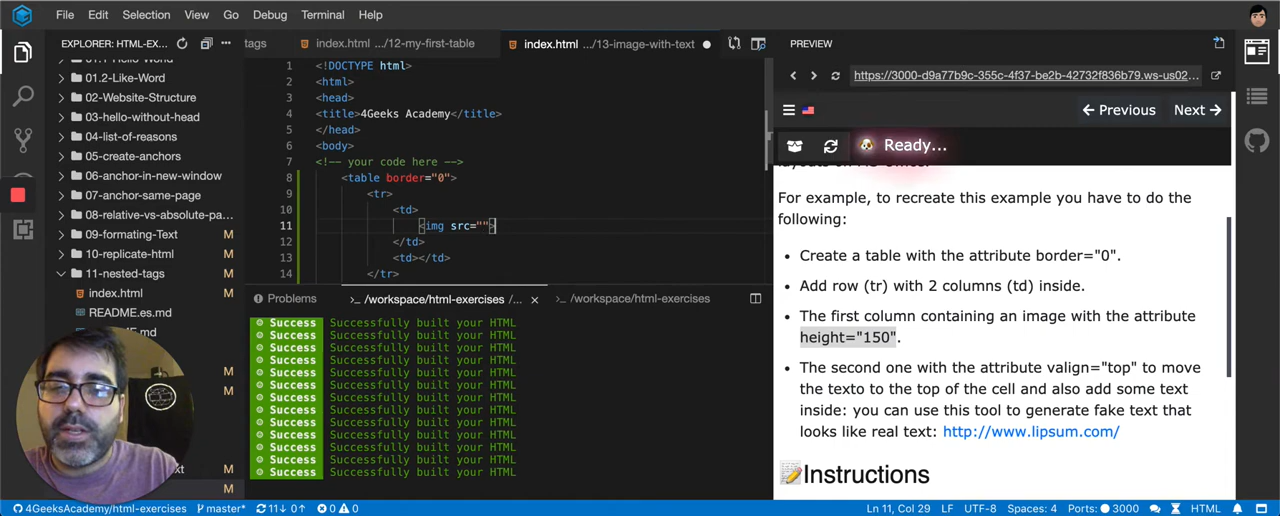 File Edit Selection View Go Debug Terminal Help
EXPLORER: HTML-EX...
01.2-Like-Word
02-Website-Structure
03-hello-without-head
04-list-of-reasons
05-create-anchors
06-anchor-in-new-window
07-anchor-same-page
08-relative-vs-absolute-pa...
09-formating-Text M
10-replicate-html M
11-nested-tags M
index.html M
README.es.md M
M
M
M
M
M
tags
index.html .../12-my-first-table
index.html .../13-image-with-text
1 <!DOCTYPE html>
2 <html>
3 <head>
4 <title>4Geeks Academy</title>
5 </head>
6 <body>
7 <!-- your code here -->
8 <table border="0">
9 <tr>
10 <td>
11 <img src="">
12 </td>
13 <td></td>
14 </tr>
Problems
>_ /workspace/html-exercises /... ×
>_ /workspace/html-exercises
Success Successfully built your HTML
Success Successfully built your HTML
Success Successfully built your HTML
Success Successfully built your HTML
Success Successfully built your HTML
Success Successfully built your HTML
Success Successfully built your HTML
Success Successfully built your HTML
Success Successfully built your HTML
Success Successfully built your HTML
Success Successfully built your HTML
Success Successfully built your HTML
Success Successfully built your HTML
PREVIEW
https://3000-d9a77b9c-355c-4f37-be2b-42732f836b79.ws-us02...
← Previous Next →
Ready...
For example, to recreate this example you have to do the
following:
• Create a table with the attribute border="0".
• Add row (tr) with 2 columns (td) inside.
• The first column containing an image with the attribute
height="150".
• The second one with the attribute valign="top" to move
the texto to the top of the cell and also add some text
inside: you can use this tool to generate fake text that
looks like real text: http://www.lipsum.com/
Instructions
4GeeksAcademy/html-exercises master* 11↓ 0↑ 0 0 Ln 11, Col 29 LF UTF-8 Spaces: 4 Ports: 3000 HTML